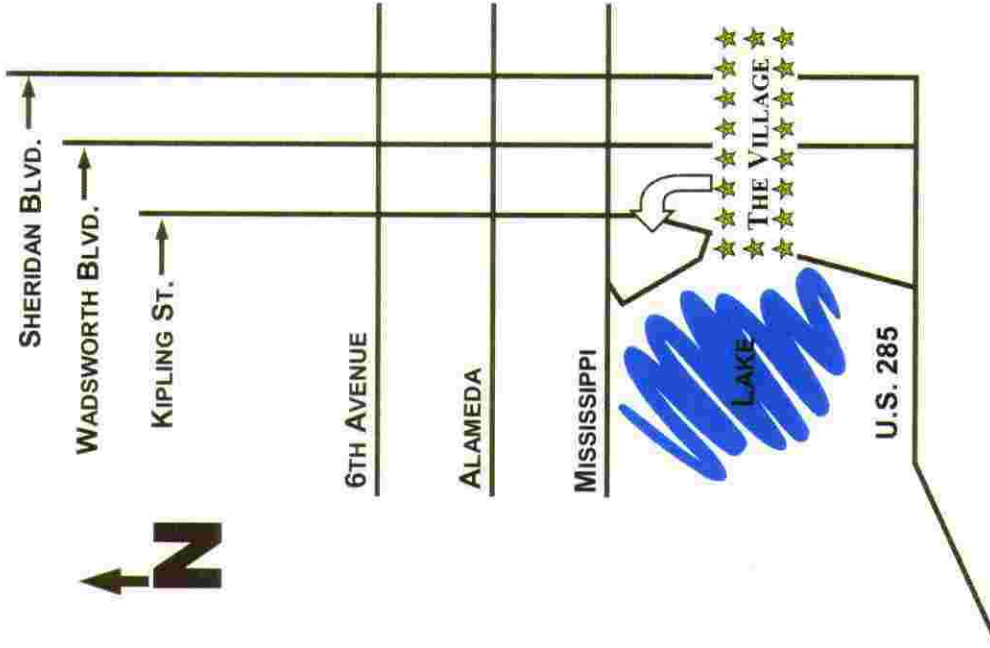 SHERIDAN BLVD.
WADSWORTH BLVD.
KIPLING ST.
6TH AVENUE
ALAMEDA
MISSISSIPPI
THE VILLAGE
LAKE
U.S. 285
N